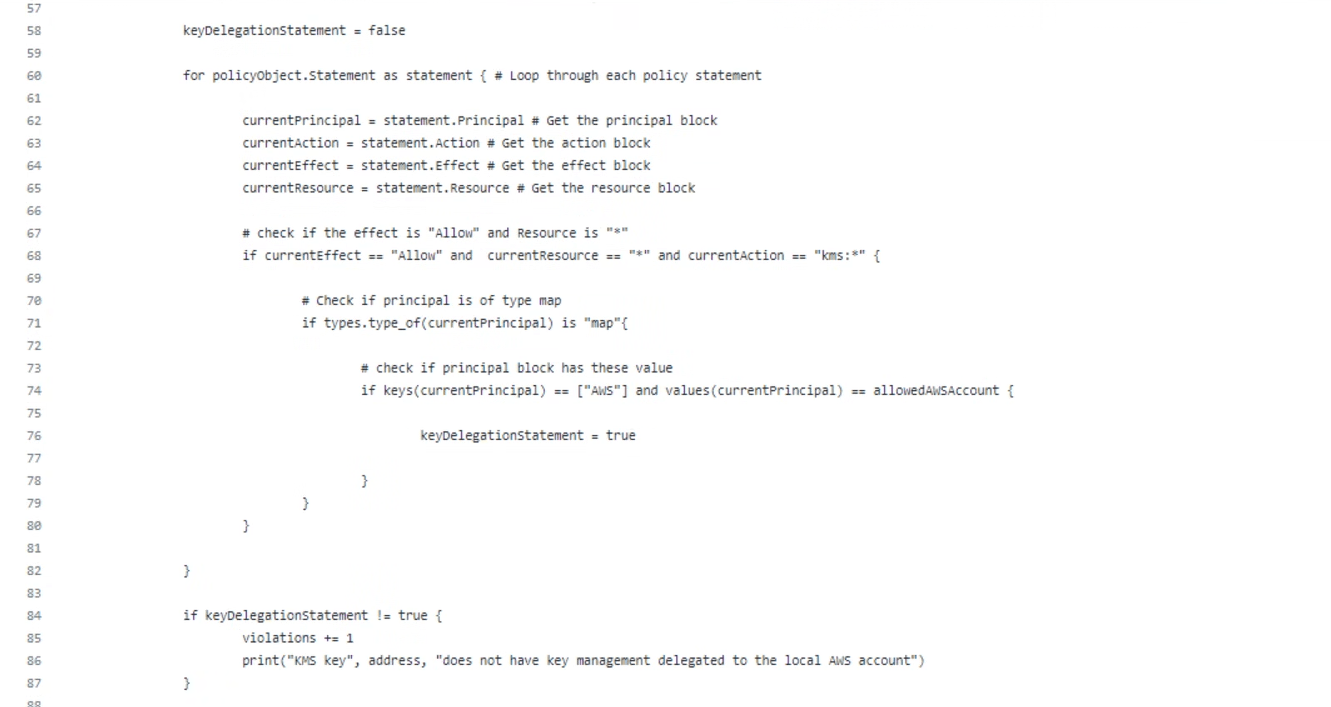 57
58 keyDelegationStatement = false
59
60 for policyObject.Statement as statement { # Loop through each policy statement
61
62 currentPrincipal = statement.Principal # Get the principal block
63 currentAction = statement.Action # Get the action block
64 currentEffect = statement.Effect # Get the effect block
65 currentResource = statement.Resource # Get the resource block
66
67 # check if the effect is "Allow" and Resource is "*"
68 if currentEffect == "Allow" and  currentResource == "*" and currentAction == "kms:*" {
69
70 # Check if principal is of type map
71 if types.type_of(currentPrincipal) is "map"{
72
73 # check if principal block has these value
74 if keys(currentPrincipal) == ["AWS"] and values(currentPrincipal) == allowedAWSAccount {
75
76 keyDelegationStatement = true
77
78 }
79 }
80 }
81
82 }
83
84 if keyDelegationStatement != true {
85 violations += 1
86 print("KMS key", address, "does not have key management delegated to the local AWS account")
87 }
88